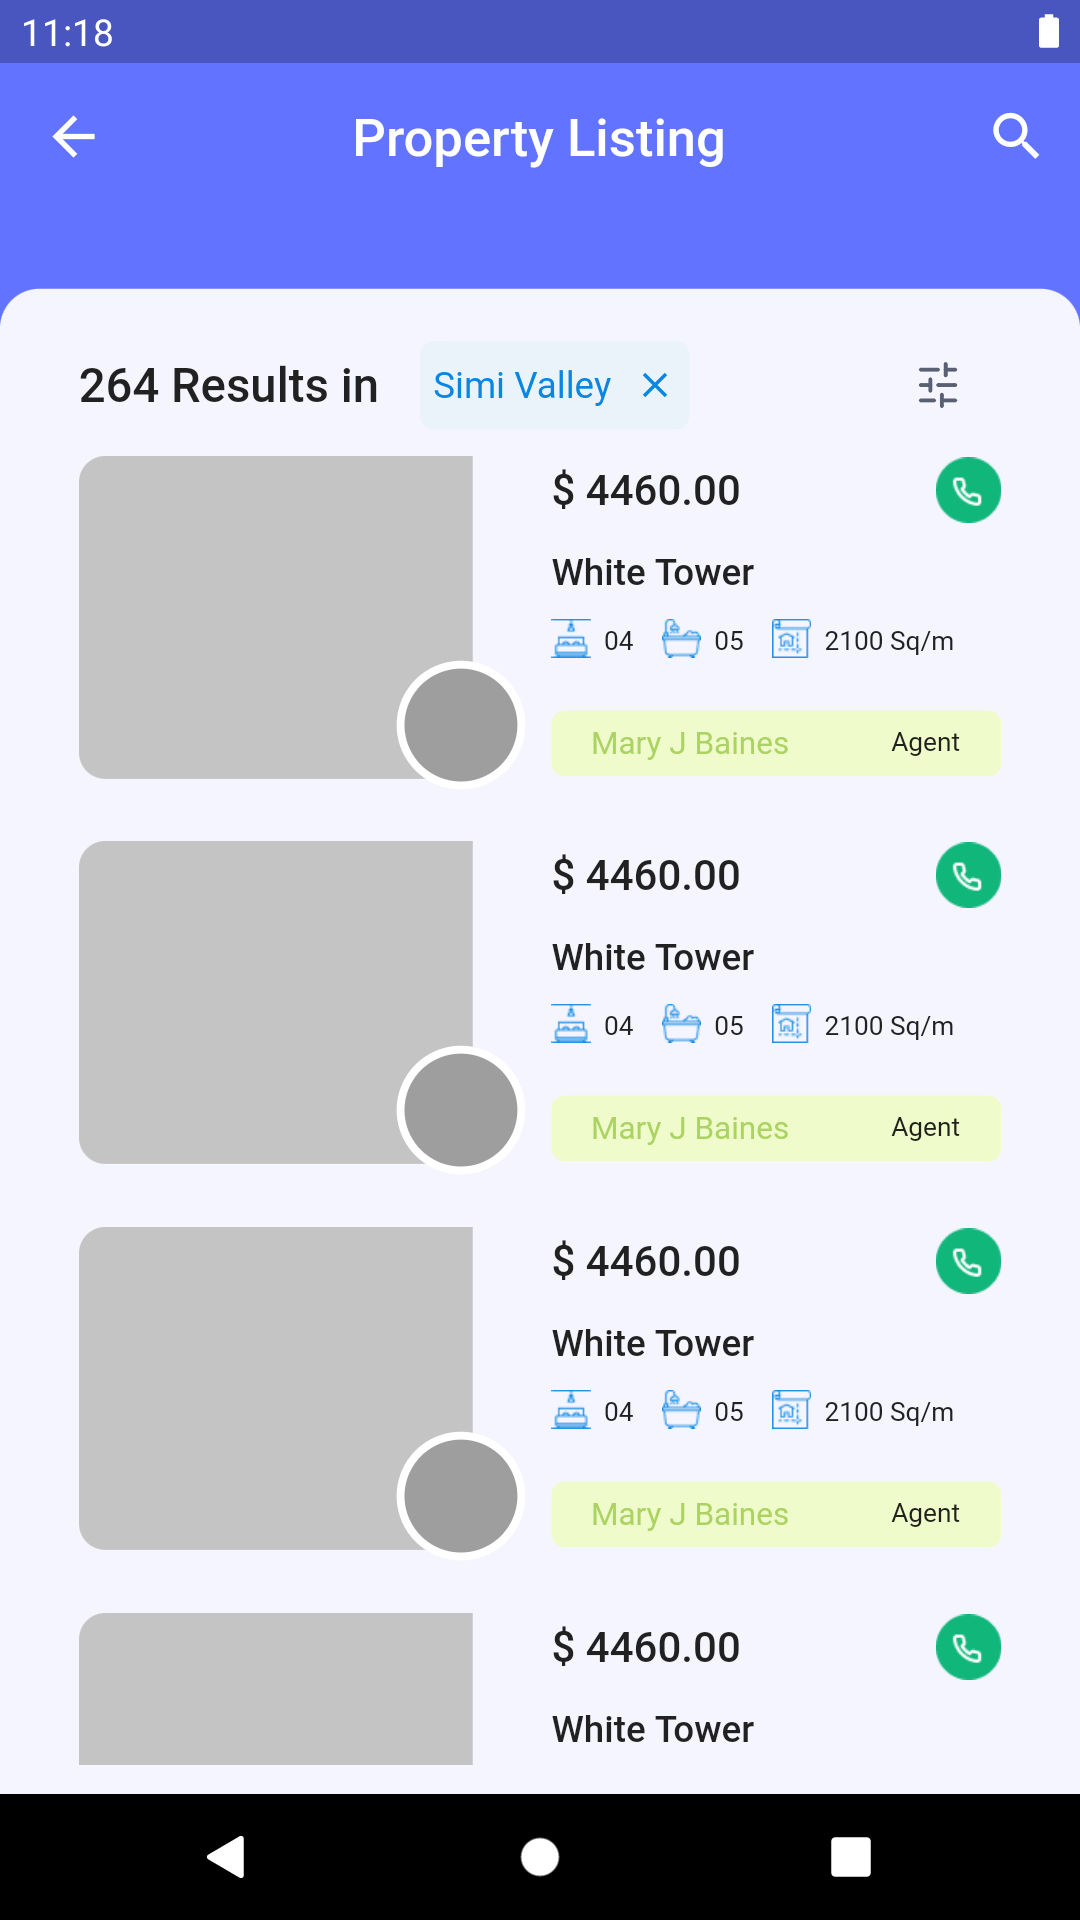 11:18
Property Listing
264 Results in Simi Valley
$ 4460.00
White Tower
04 05 2100 Sq/m
Mary J Baines Agent
$ 4460.00
White Tower
04 05 2100 Sq/m
Mary J Baines Agent
$ 4460.00
White Tower
04 05 2100 Sq/m
Mary J Baines Agent
$ 4460.00
White Tower